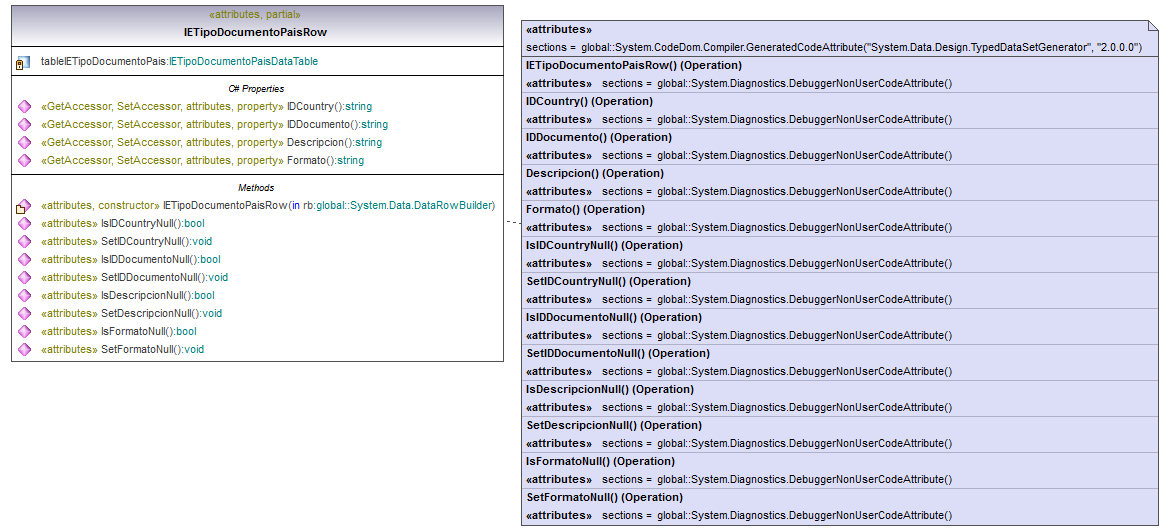 «attributes, partial»
IETipoDocumentoPaisRow
tableIETipoDocumentoPais:IETipoDocumentoPaisDataTable
C# Properties
«GetAccessor, SetAccessor, attributes, property» IDCountry():string
«GetAccessor, SetAccessor, attributes, property» IDDocumento():string
«GetAccessor, SetAccessor, attributes, property» Descripcion():string
«GetAccessor, SetAccessor, attributes, property» Formato():string
Methods
«attributes, constructor» IETipoDocumentoPaisRow(in rb:global::System.Data.DataRowBuilder)
«attributes» IsIDCountryNull():bool
«attributes» SetIDCountryNull():void
«attributes» IsIDDocumentoNull():bool
«attributes» SetIDDocumentoNull():void
«attributes» IsDescripcionNull():bool
«attributes» SetDescripcionNull():void
«attributes» IsFormatoNull():bool
«attributes» SetFormatoNull():void
«attributes»
sections = global::System.CodeDom.Compiler.GeneratedCodeAttribute("System.Data.Design.TypedDataSetGenerator", "2.0.0.0")
IETipoDocumentoPaisRow() (Operation)
«attributes» sections = global::System.Diagnostics.DebuggerNonUserCodeAttribute()
IDCountry() (Operation)
«attributes» sections = global::System.Diagnostics.DebuggerNonUserCodeAttribute()
IDDocumento() (Operation)
«attributes» sections = global::System.Diagnostics.DebuggerNonUserCodeAttribute()
Descripcion() (Operation)
«attributes» sections = global::System.Diagnostics.DebuggerNonUserCodeAttribute()
Formato() (Operation)
«attributes» sections = global::System.Diagnostics.DebuggerNonUserCodeAttribute()
IsIDCountryNull() (Operation)
«attributes» sections = global::System.Diagnostics.DebuggerNonUserCodeAttribute()
SetIDCountryNull() (Operation)
«attributes» sections = global::System.Diagnostics.DebuggerNonUserCodeAttribute()
IsIDDocumentoNull() (Operation)
«attributes» sections = global::System.Diagnostics.DebuggerNonUserCodeAttribute()
SetIDDocumentoNull() (Operation)
«attributes» sections = global::System.Diagnostics.DebuggerNonUserCodeAttribute()
IsDescripcionNull() (Operation)
«attributes» sections = global::System.Diagnostics.DebuggerNonUserCodeAttribute()
SetDescripcionNull() (Operation)
«attributes» sections = global::System.Diagnostics.DebuggerNonUserCodeAttribute()
IsFormatoNull() (Operation)
«attributes» sections = global::System.Diagnostics.DebuggerNonUserCodeAttribute()
SetFormatoNull() (Operation)
«attributes» sections = global::System.Diagnostics.DebuggerNonUserCodeAttribute()